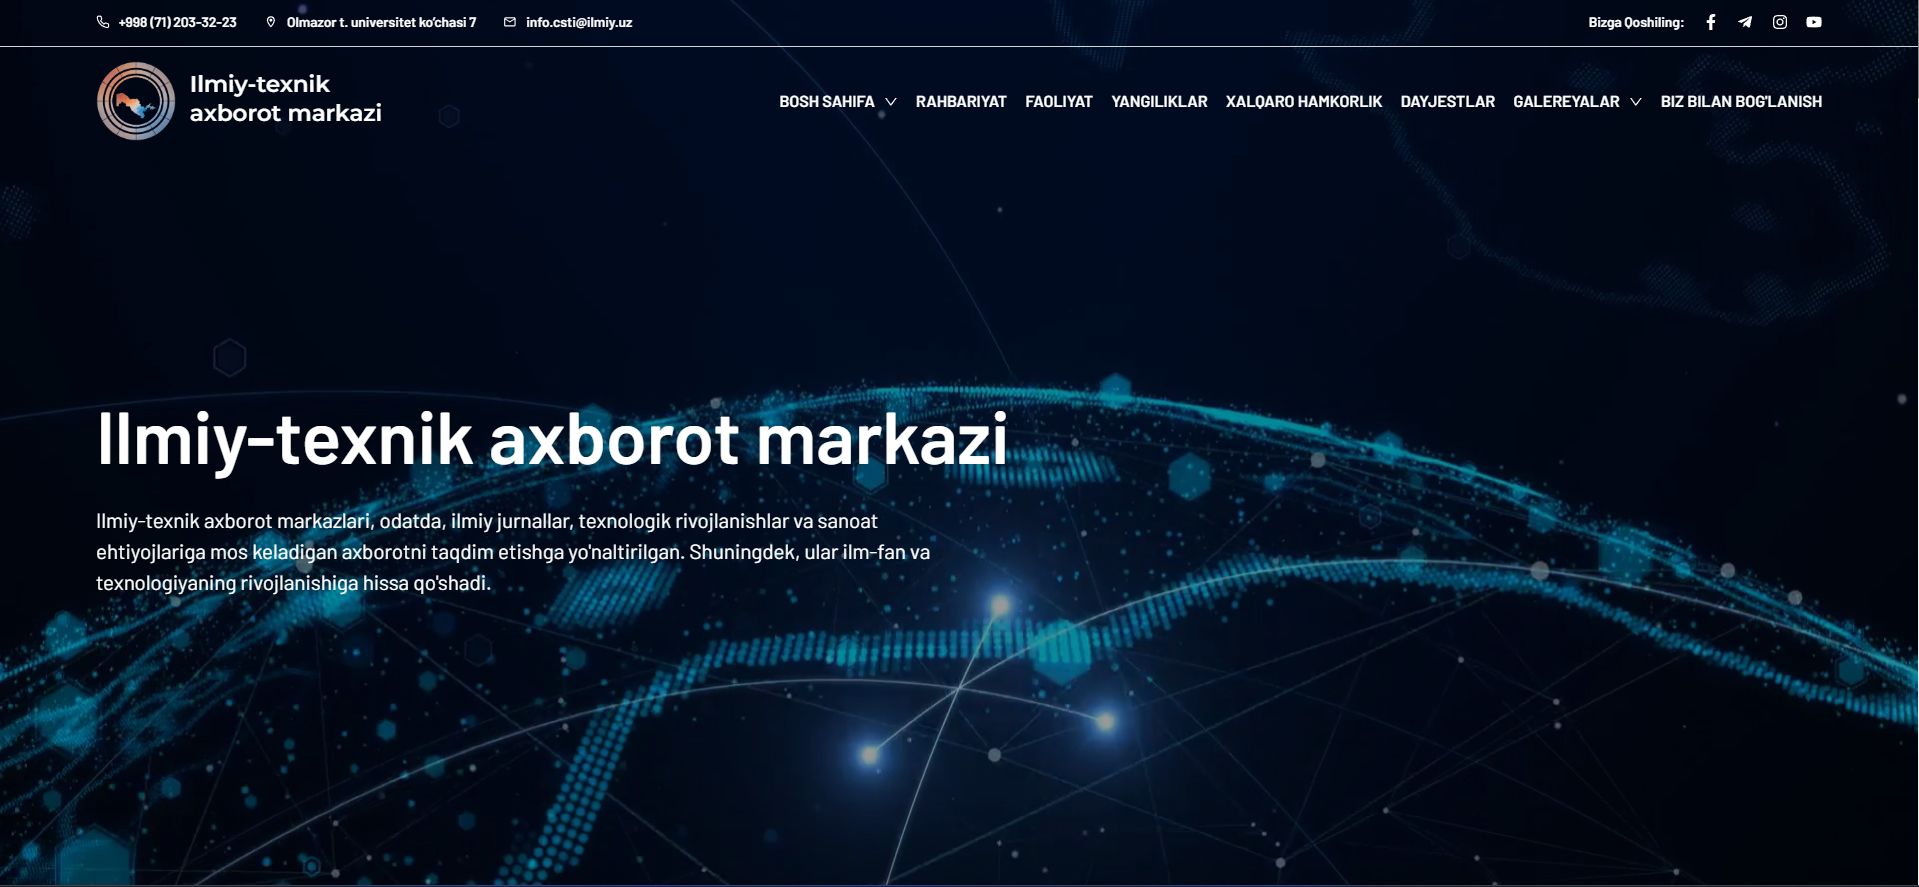 +998 (71) 203-32-23
Olmazor t. universitet ko‘chasi 7
info.csti@ilmiy.uz
Bizga Qoshiling:
Ilmiy-texnik
axborot markazi
BOSH SAHIFA
RAHBARIYAT
FAOLIYAT
YANGILIKLAR
XALQARO HAMKORLIK
DAYJESTLAR
GALEREYALAR
BIZ BILAN BOG'LANISH
Ilmiy-texnik axborot markazi
Ilmiy-texnik axborot markazlari, odatda, ilmiy jurnallar, texnologik rivojlanishlar va sanoat
ehtiyojlariga mos keladigan axborotni taqdim etishga yo'naltirilgan. Shuningdek, ular ilm-fan va
texnologiyaning rivojlanishiga hissa qo'shadi.